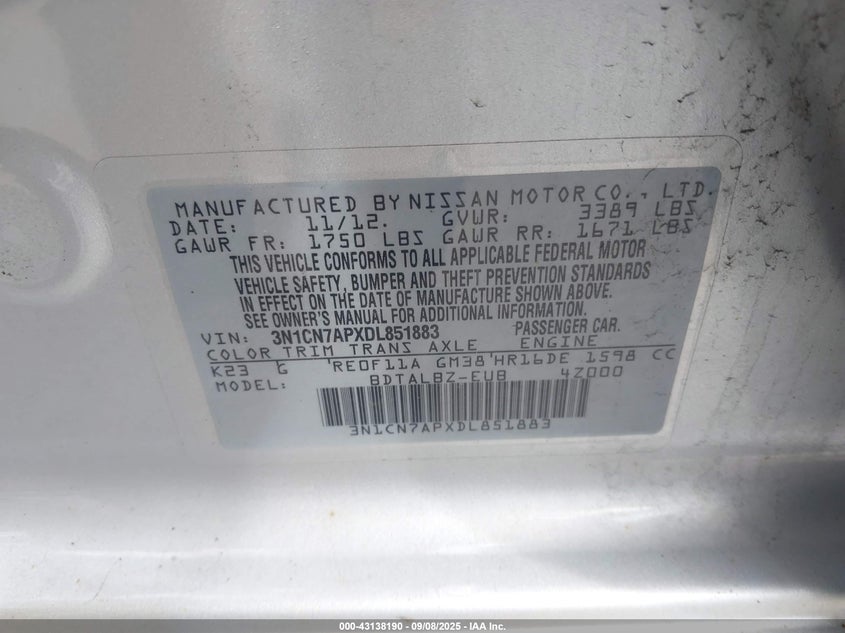 MANUFACTURED BY NISSAN MOTOR CO., LTD.
DATE: 11/12. GVWR: 3389 LBS
GAWR FR: 1750 LBS GAWR RR: 1671 LBS
THIS VEHICLE CONFORMS TO ALL APPLICABLE FEDERAL MOTOR
VEHICLE SAFETY, BUMPER AND THEFT PREVENTION STANDARDS
IN EFFECT ON THE DATE OF MANUFACTURE SHOWN ABOVE.
SEE OWNER'S MANUAL FOR ADDITIONAL INFORMATION.
VIN: 3N1CN7APXDL851883 PASSENGER CAR.
COLOR TRIM TRANS AXLE ENGINE
K23 G RE0F11A GM38 HR16DE 1598 CC
MODEL: BDTALBZ-EUB 4Z000
3N1CN7APXDL851883
000-43138190 - 09/08/2025 - IAA Inc.